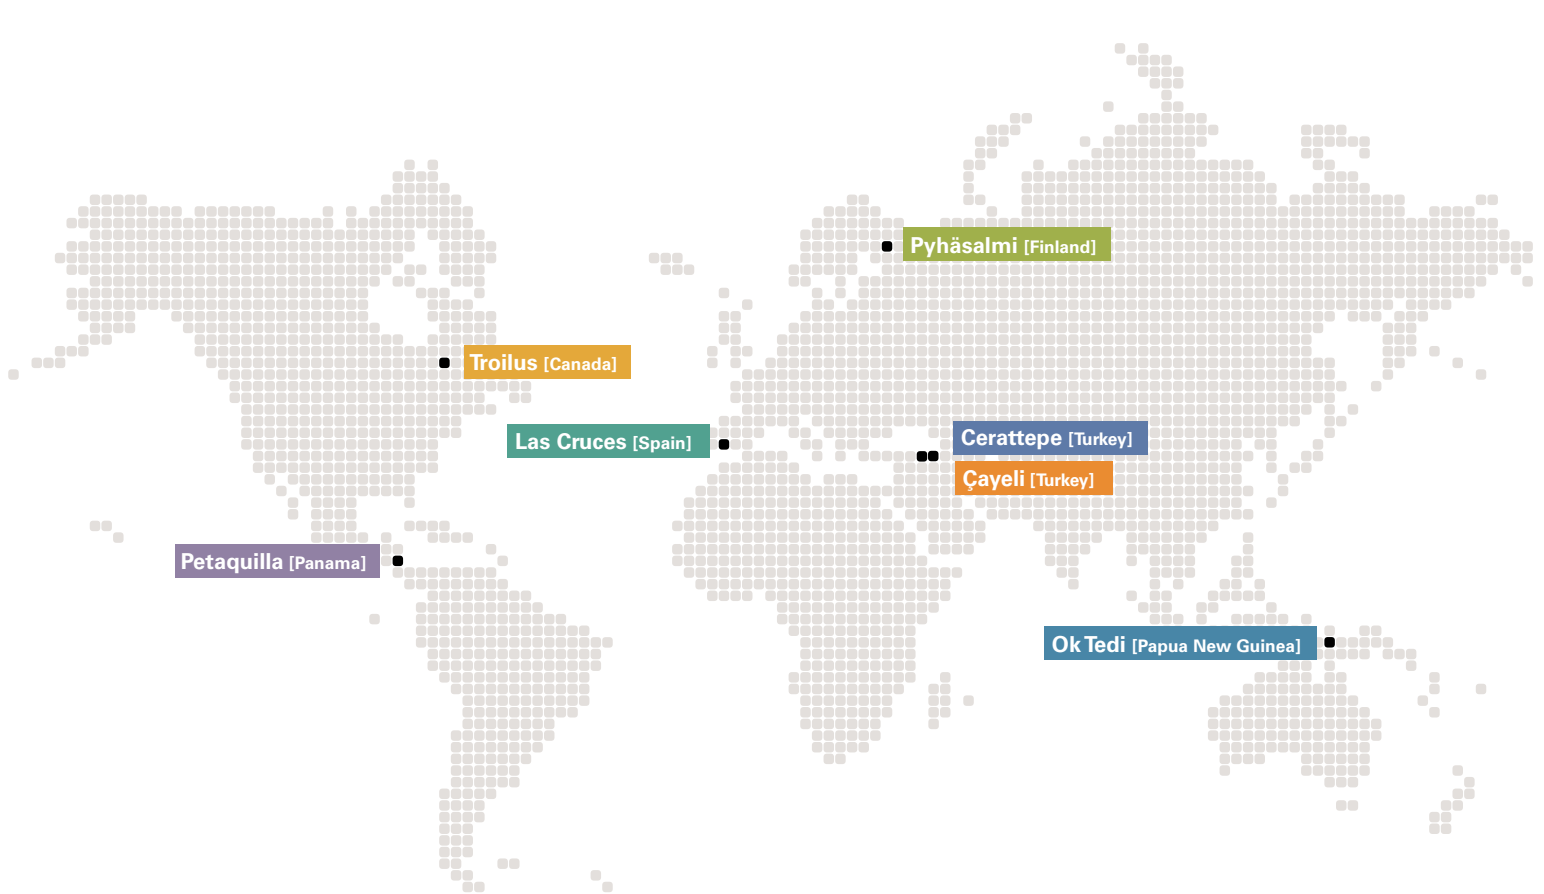 Pyhäsalmi [Finland]
Troilus [Canada]
Las Cruces [Spain]
Cerattepe [Turkey]
Çayeli [Turkey]
Petaquilla [Panama]
Ok Tedi [Papua New Guinea]